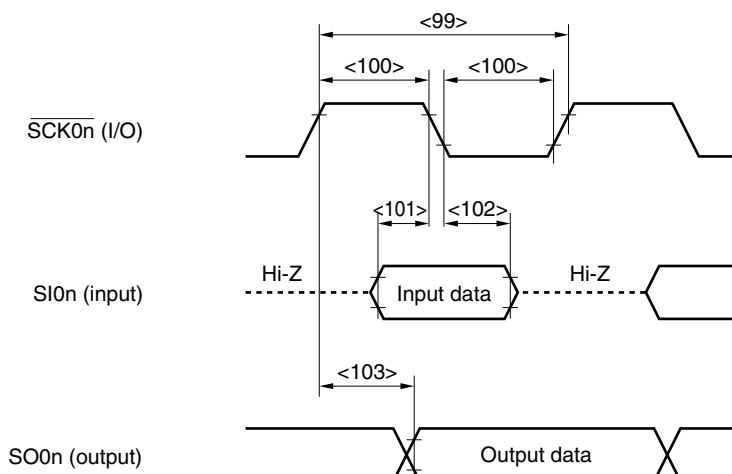 <99>
<100> <100>
SCK0n (I/O)
<101> <102>
Hi-Z Hi-Z
SI0n (input) Input data
<103>
SO0n (output) Output data